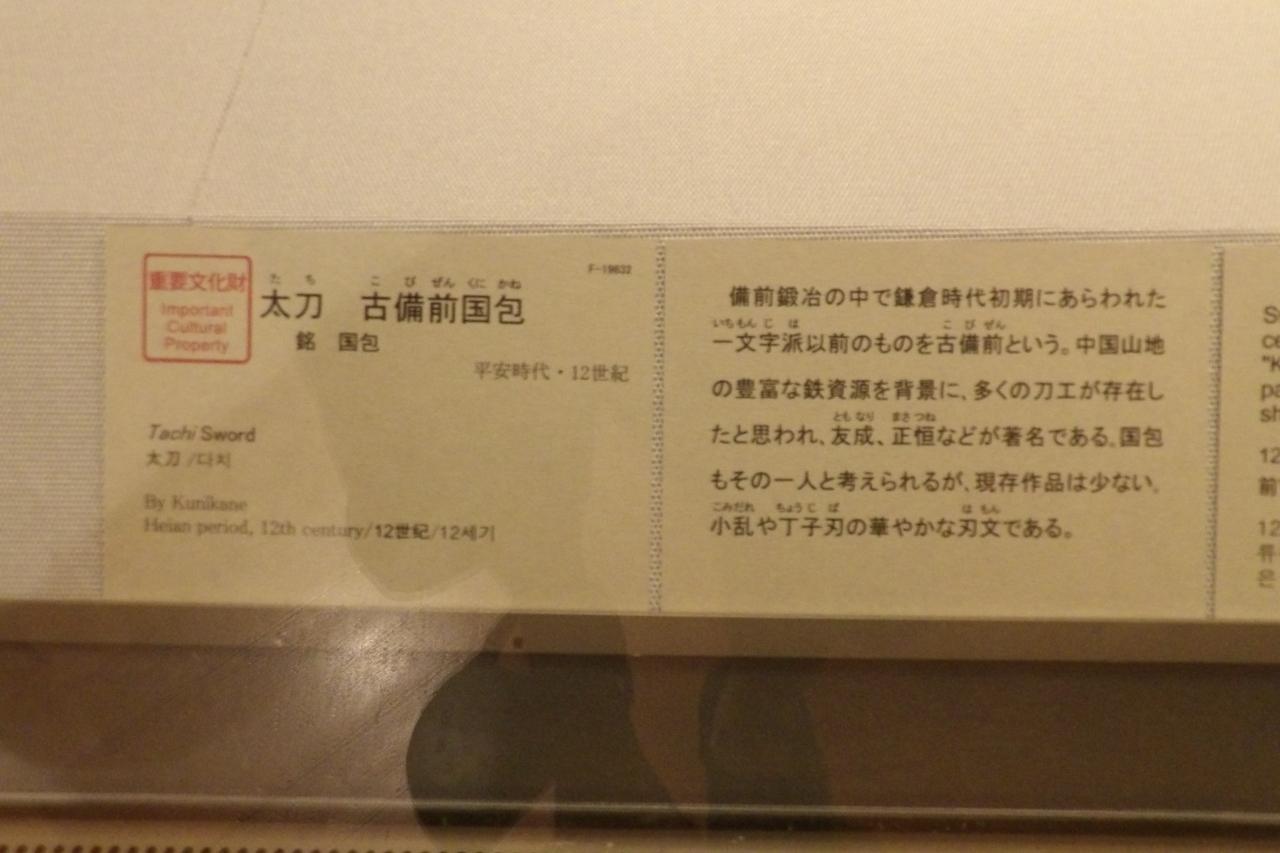 重要文化財
Important
Cultural
Property
F-19632
たち こびぜんくにかね
太刀 古備前国包
銘 国包
平安時代・12世紀
Tachi Sword
太刀 /다치
By Kunikane
Heian period, 12th century/12世紀/12세기
備前鍛冶の中で鎌倉時代初期にあらわれた
いちもんじは こびぜん
一文字派以前のものを古備前という。中国山地
の豊富な鉄資源を背景に、多くの刀工が存在し
ともなり まさつね
たと思われ、友成、正恒などが著名である。国包
もその一人と考えられるが、現存作品は少ない。
こみだれ ちょうじば はもん
小乱や丁子刃の華やかな刃文である。
12
前
12
은